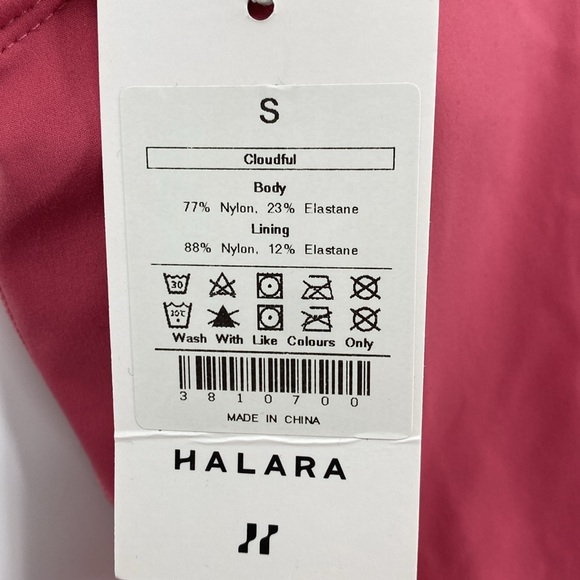 S
Cloudful
Body
77% Nylon, 23% Elastane
Lining
88% Nylon, 12% Elastane
30
30℃
Wash With Like Colours Only
3810700
MADE IN CHINA
HALARA